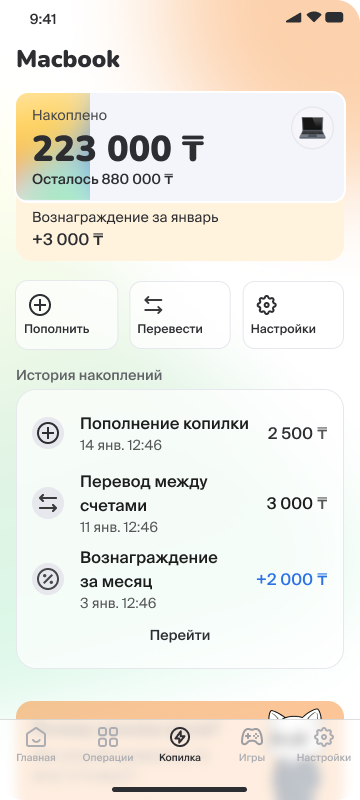 9:41
Macbook
Накоплено
223 000 ₸
Осталось 880 000 ₸
Вознаграждение за январь
+3 000 ₸
Пополнить
Перевести
Настройки
История накоплений
Пополнение копилки
2 500 ₸
14 янв. 12:46
Перевод между
счетами
3 000 ₸
11 янв. 12:46
Вознаграждение
за месяц
+2 000 ₸
3 янв. 12:46
Перейти
Главная
Операции
Копилка
Игры
Настройки